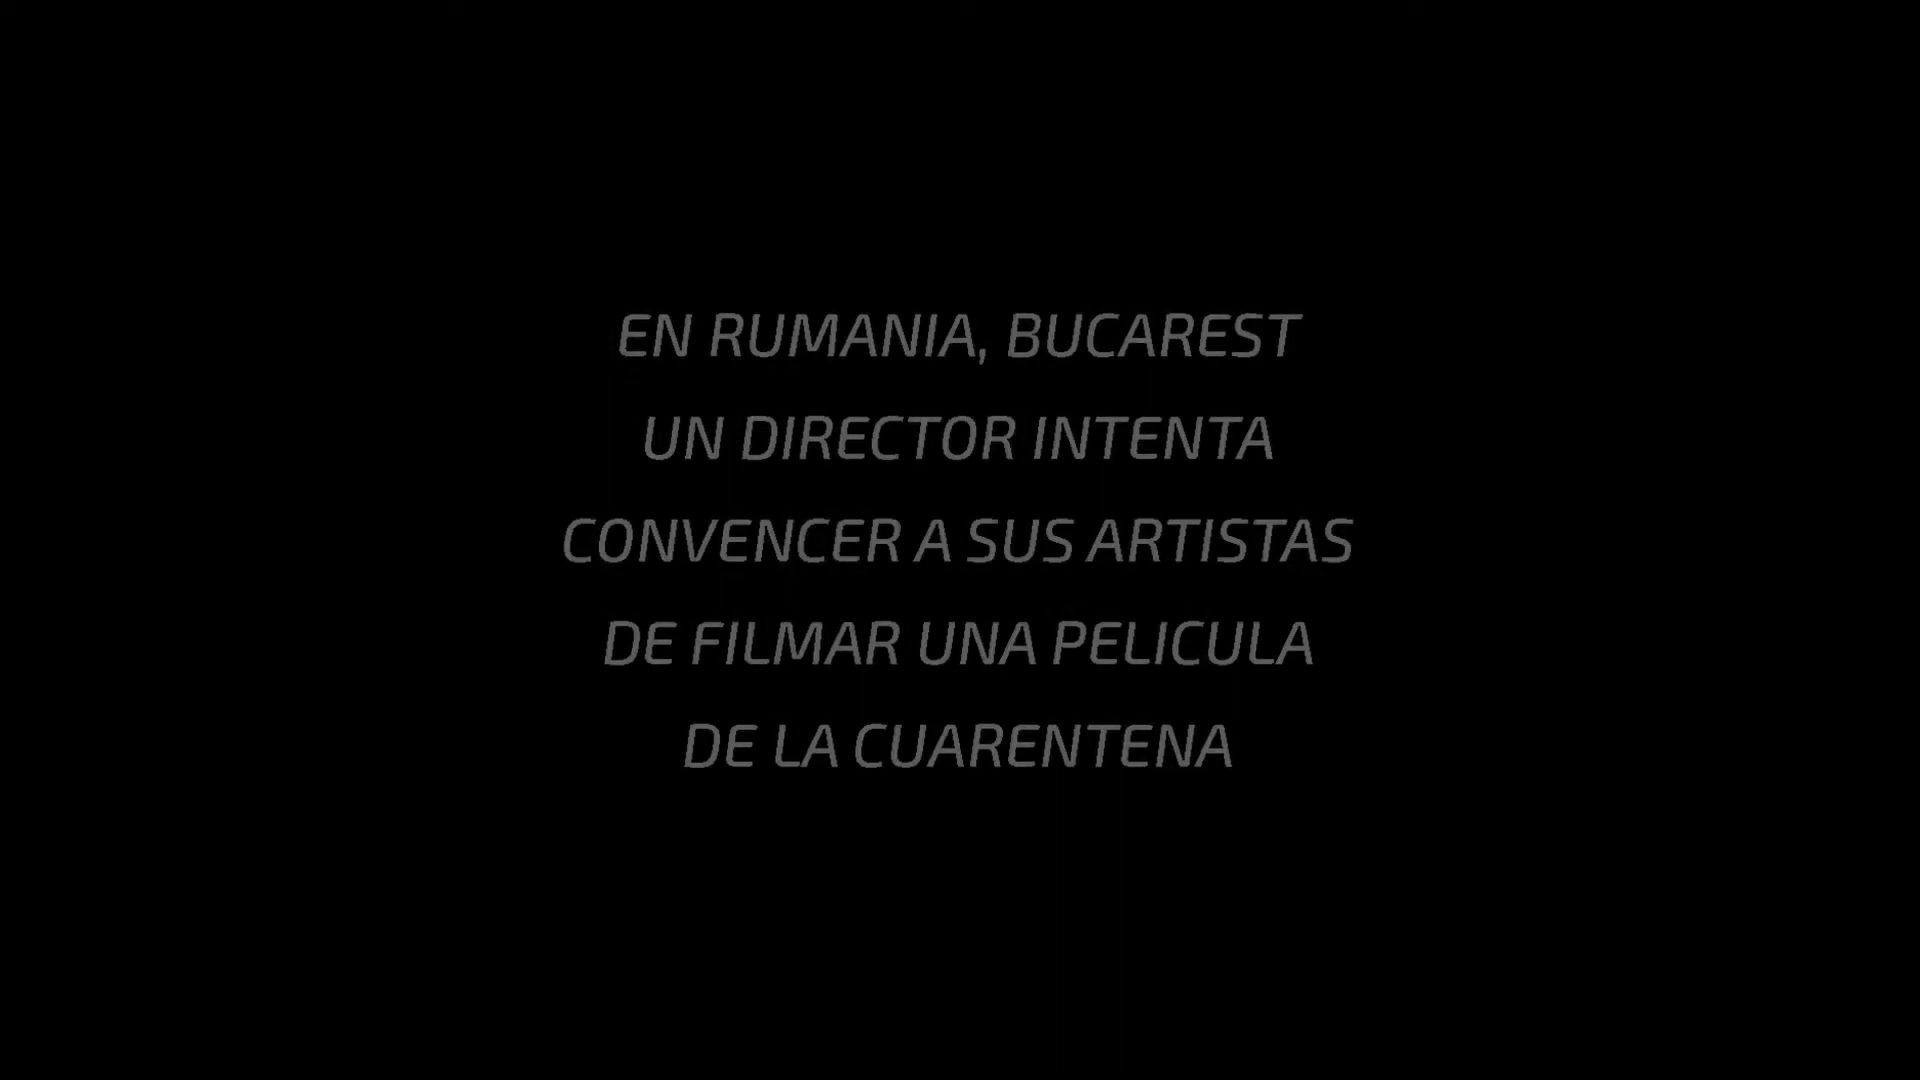 EN RUMANIA, BUCAREST
UN DIRECTOR INTENTA
CONVENCER A SUS ARTISTAS
DE FILMAR UNA PELICULA
DE LA CUARENTENA